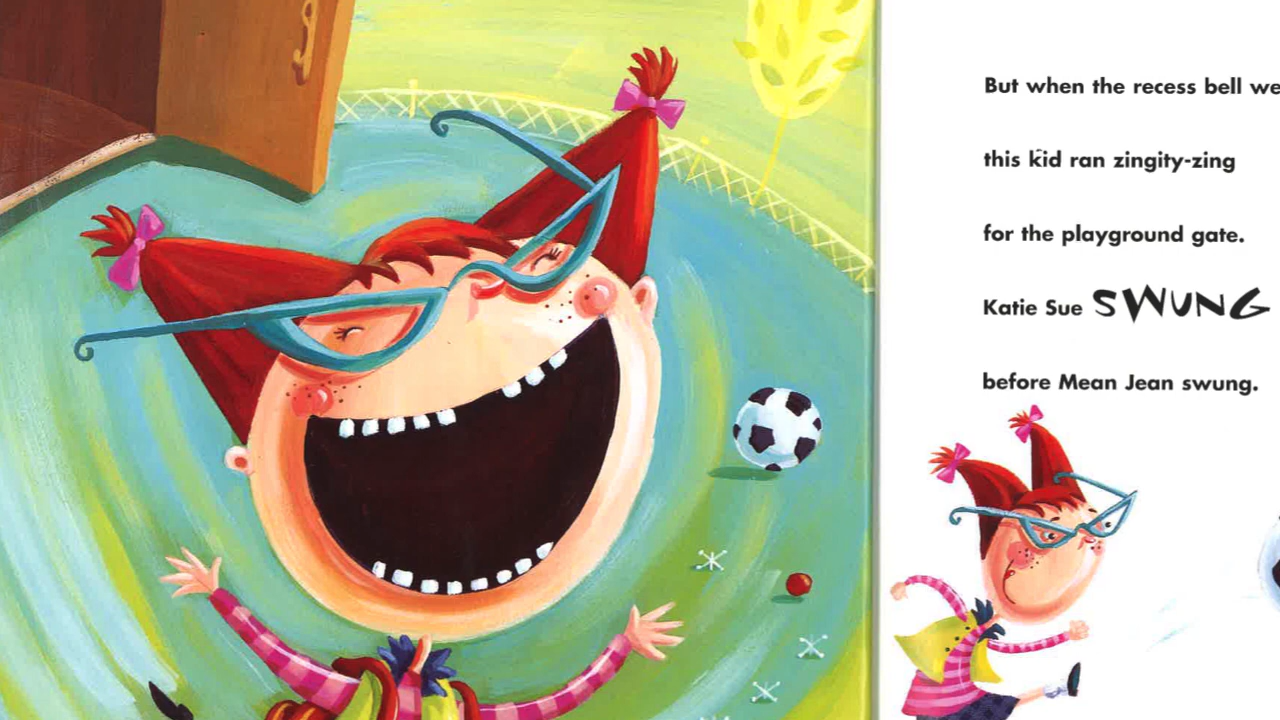 But when the recess bell we
this kid ran zingity-zing
for the playground gate.
Katie Sue SWUNG
before Mean Jean swung.